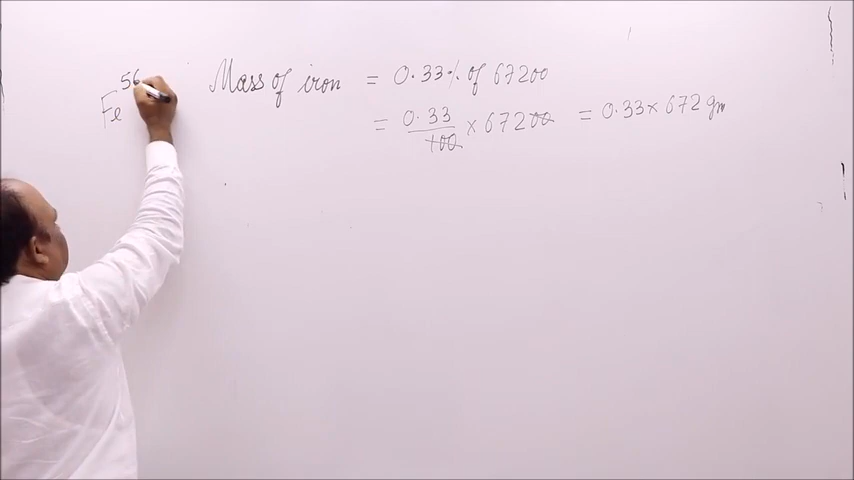 Mass of iron = 0.33% of 67200
Fe 56
= 0.33/100 × 67200 = 0.33 × 672 gm